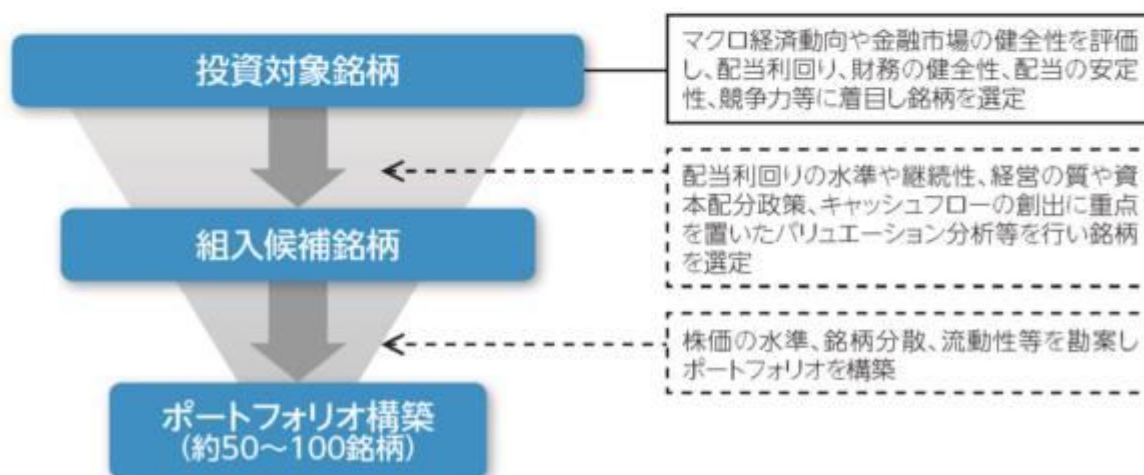 投資対象銘柄
マクロ経済動向や金融市場の健全性を評価
し、配当利回り、財務の健全性、配当の安定
性、競争力等に着目し銘柄を選定
配当利回りの水準や継続性、経営の質や資
本配分政策、キャッシュフローの創出に重点
を置いたバリュエーション分析等を行い銘柄
を選定
組入候補銘柄
株価の水準、銘柄分散、流動性等を勘案し
ポートフォリオを構築
ポートフォリオ構築
(約50～100銘柄)